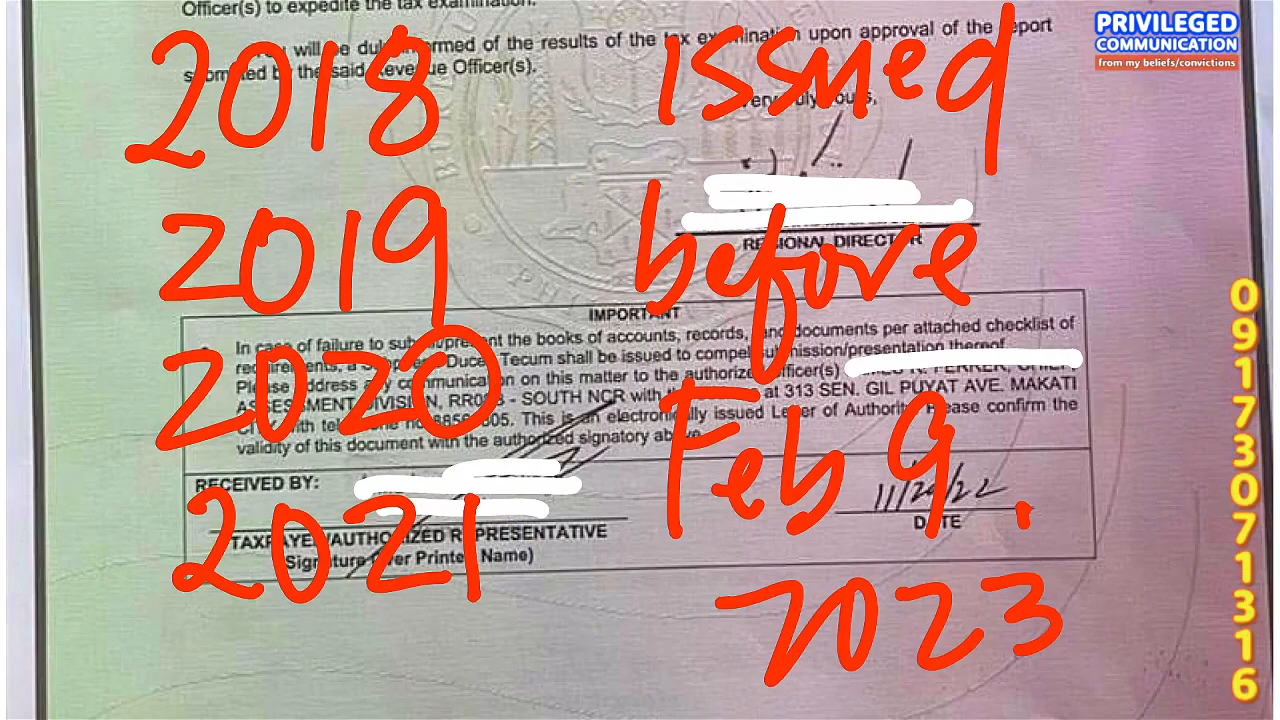 Officer(s) to expedite the tax examination.
will be duly informed of the results of the tax examination upon approval of the report
submitted by the said Revenue Officer(s).
Very truly yours,
REGIONAL DIRECTOR
IMPORTANT
In case of failure to submit/present the books of accounts, records, and documents per attached checklist of
requirements, a Subpoena Duces Tecum shall be issued to compel submission/presentation thereof.
Please address any communication on this matter to the authorized officer(s)
ASSESSMENT DIVISION, - SOUTH NCR with at 313 SEN. GIL PUYAT AVE. MAKATI
with telephone no. This is an electronically issued Letter of Authority. Please confirm the
validity of this document with the authorized signatory above.
RECEIVED BY:
TAXPAYER/AUTHORIZED REPRESENTATIVE
(Signature Over Printed Name)
DATE
2018
2019
2020
2021
issued
before
Feb 9,
2023
PRIVILEGED
COMMUNICATION
from my beliefs/convictions
09173071316